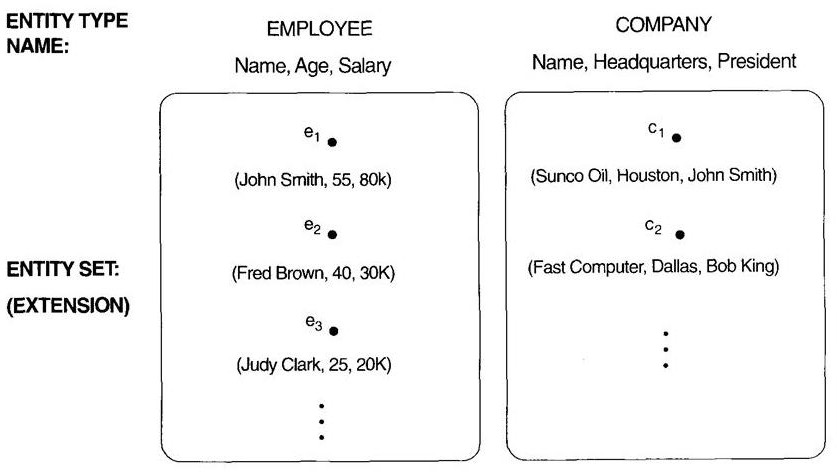 ENTITY TYPE
NAME:
EMPLOYEE
Name, Age, Salary
COMPANY
Name, Headquarters, President
ENTITY SET:
(EXTENSION)
e1
(John Smith, 55, 80k)
e2
(Fred Brown, 40, 30K)
e3
(Judy Clark, 25, 20K)
c1
(Sunco Oil, Houston, John Smith)
c2
(Fast Computer, Dallas, Bob King)